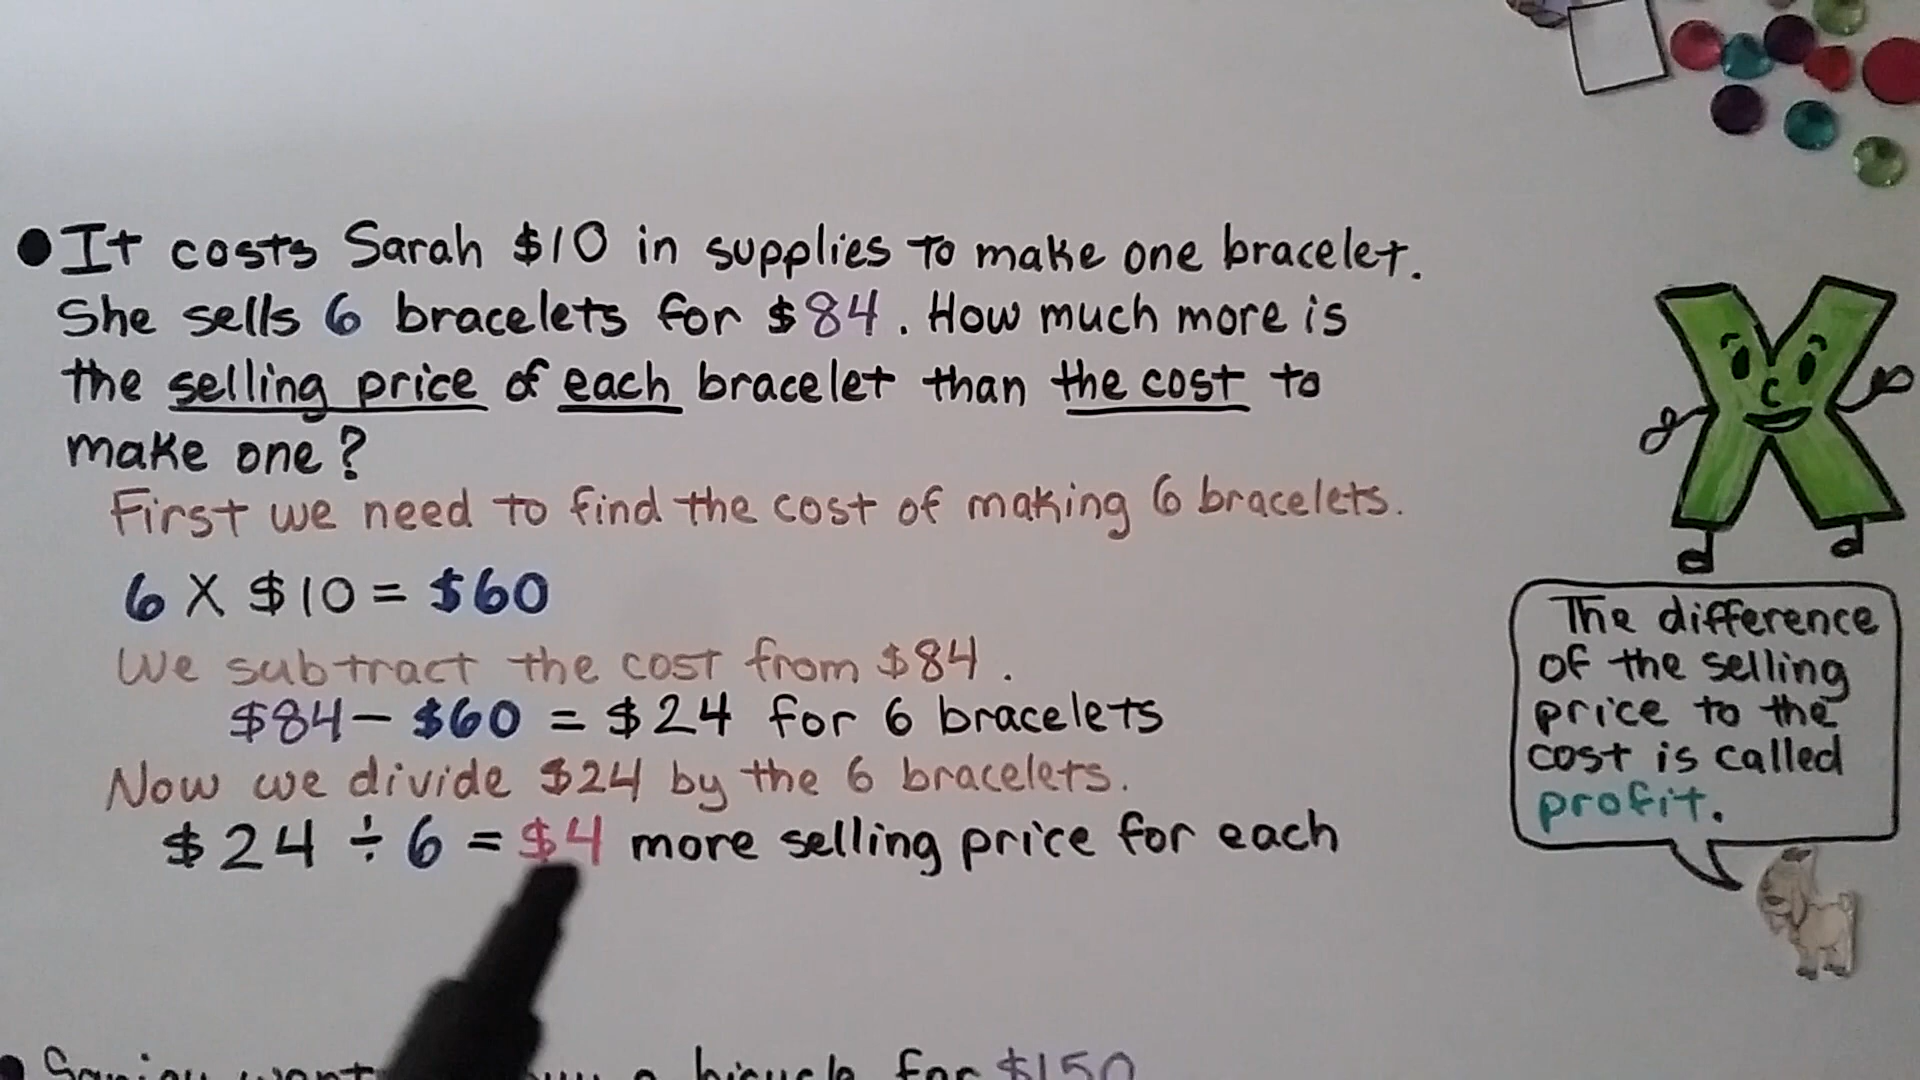 ● It costs Sarah $10 in supplies to make one bracelet.
She sells 6 bracelets for $84. How much more is
the selling price of each bracelet than the cost to
make one?
First we need to find the cost of making 6 bracelets.
6 X $10 = $60
We subtract the cost from $84.
$84 - $60 = $24 for 6 bracelets
Now we divide $24 by the 6 bracelets.
$24 ÷ 6 = $4 more selling price for each
The difference
of the selling
price to the
cost is called
profit.
a bicycle for $150